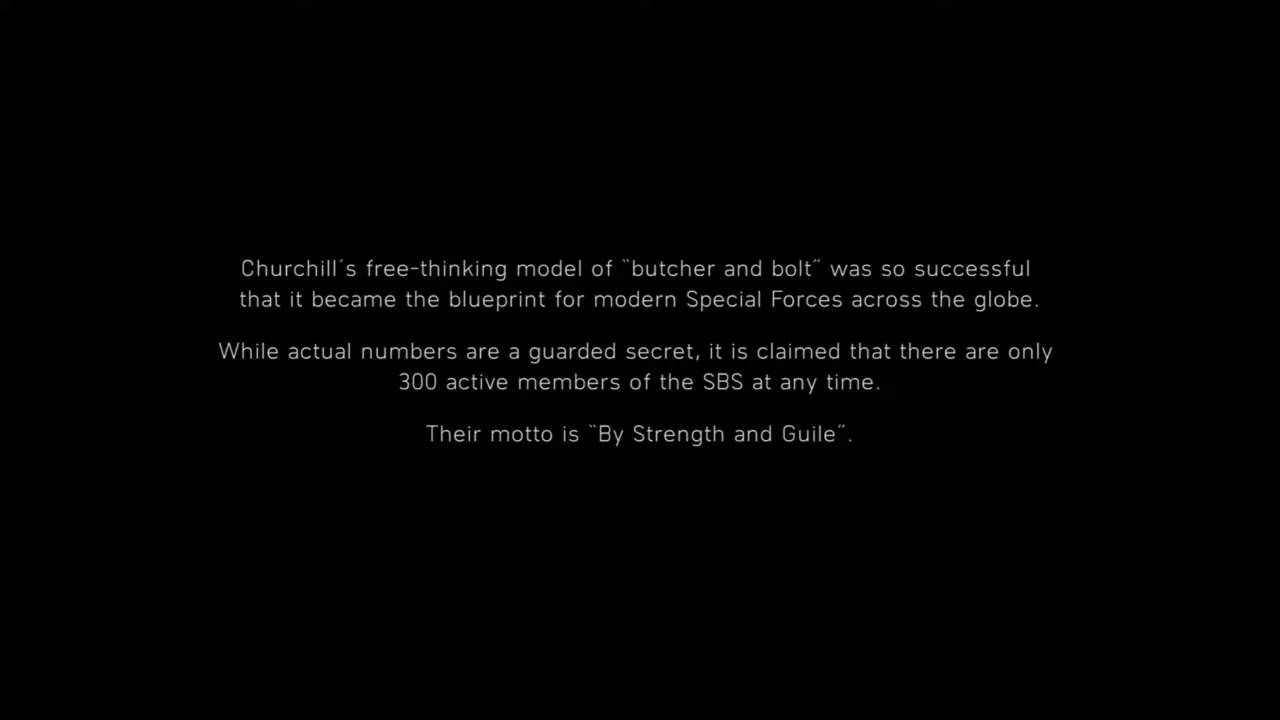 Churchill´s free-thinking model of “butcher and bolt” was so successful
that it became the blueprint for modern Special Forces across the globe.
While actual numbers are a guarded secret, it is claimed that there are only
300 active members of the SBS at any time.
Their motto is “By Strength and Guile”.